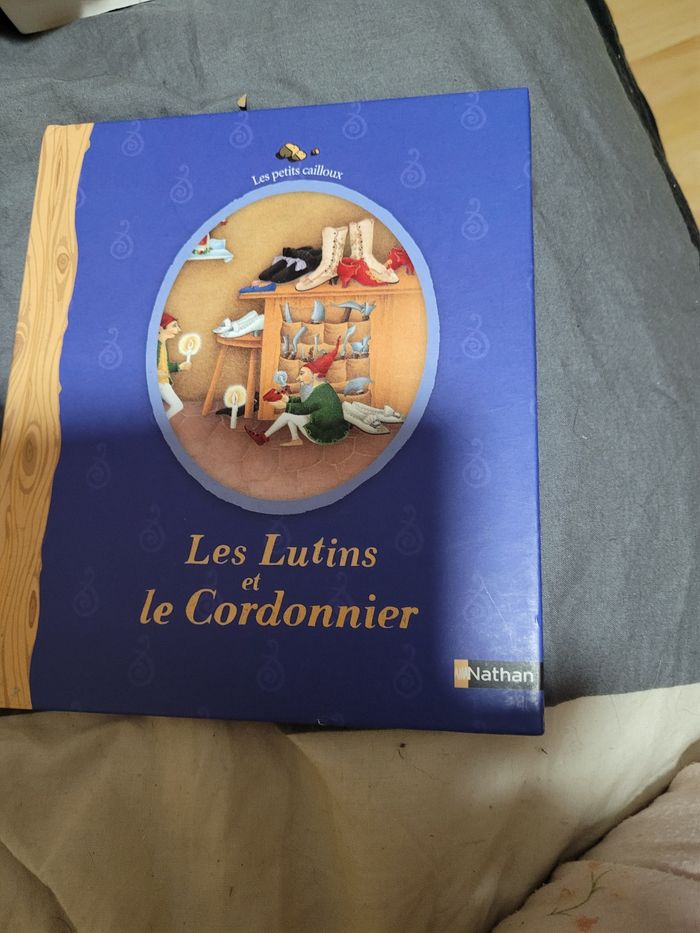 Les petits cailloux
Les Lutins
et
le Cordonnier
Nathan